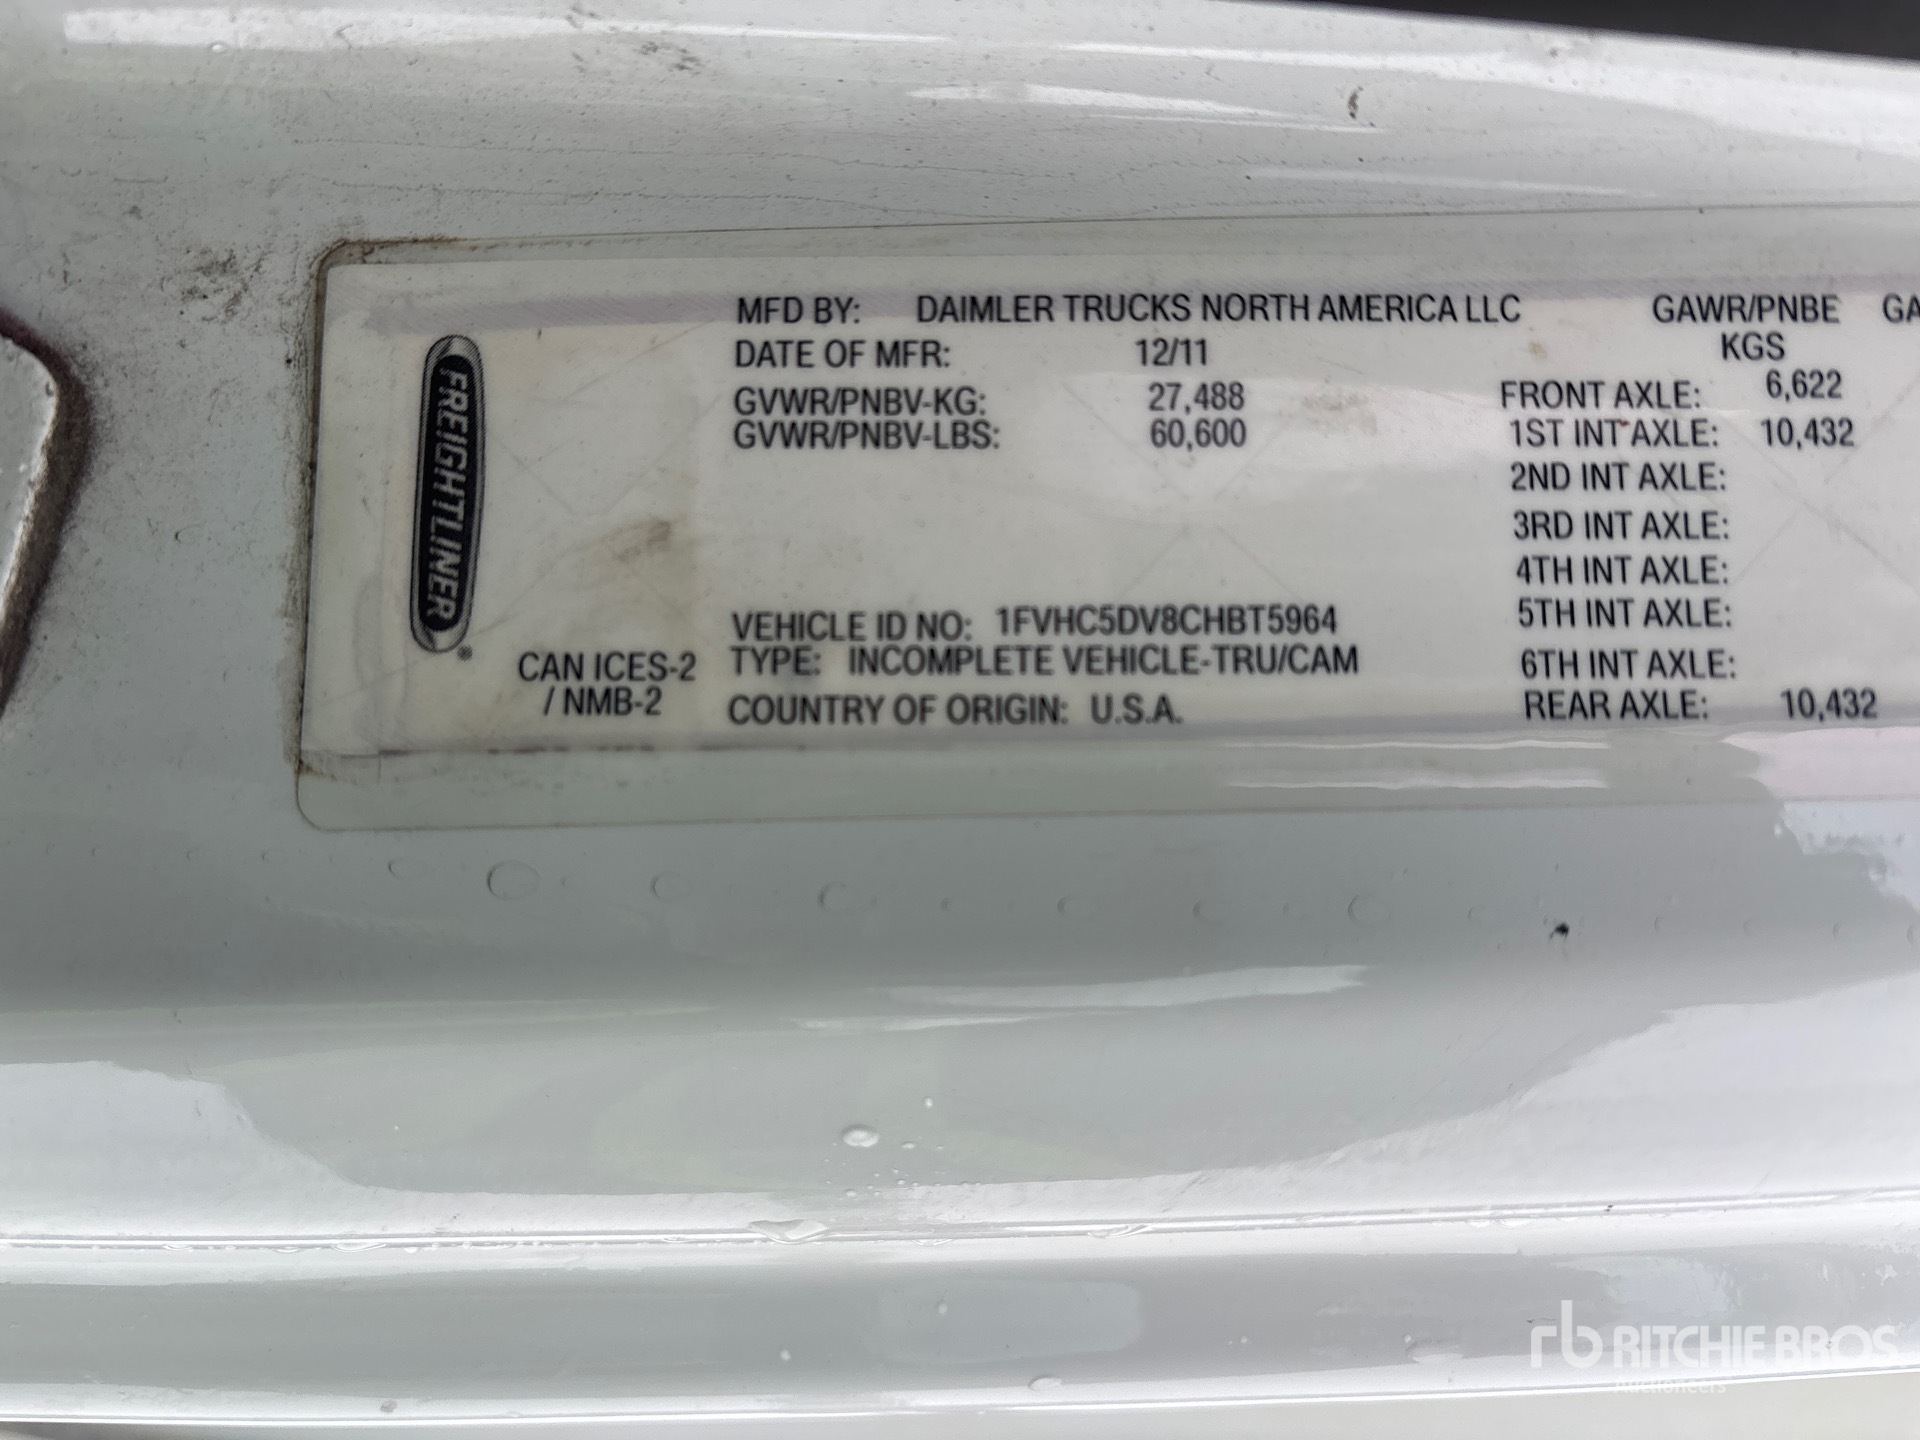 FREIGHTLINER®
CAN ICES-2
/ NMB-2
MFD BY: DAIMLER TRUCKS NORTH AMERICA LLC
DATE OF MFR: 12/11
GVWR/PNBV-KG: 27,488
GVWR/PNBV-LBS: 60,600
VEHICLE ID NO: 1FVHC5DV8CHBT5964
TYPE: INCOMPLETE VEHICLE-TRU/CAM
COUNTRY OF ORIGIN: U.S.A.
GAWR/PNBE GA
KGS
FRONT AXLE: 6,622
1ST INT AXLE: 10,432
2ND INT AXLE:
3RD INT AXLE:
4TH INT AXLE:
5TH INT AXLE:
6TH INT AXLE:
REAR AXLE: 10,432
rb RITCHIE BROS
Auctioneers